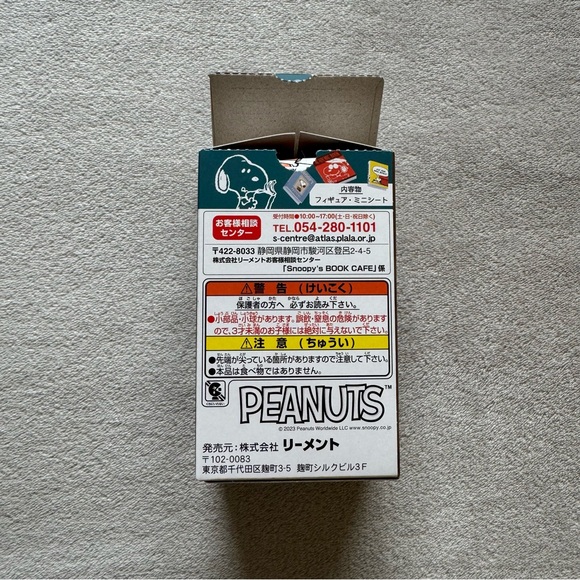 内容物
フィギュア・ミニシート
お客様相談
センター
受付時間●10:00~17:00(土・日・祝日除く)
TEL.054-280-1101
s-centre@atlas.plala.or.jp
〒422-8033 静岡県静岡市駿河区登呂2-4-5
株式会社リーメントお客様相談センター
「Snoopy's BOOK CAFE」係
⚠警告(けいこく)
保護者の方へ 必ずお読み下さい。
●小部品・小球があります。誤飲・窒息の危険があります
ので、3才未満のお子様には絶対に与えないで下さい。
⚠注意(ちゅうい)
●先端が尖っている箇所がありますので注意して下さい。
●本品は食べ物ではありません。
PEANUTS™
© 2023 Peanuts Worldwide LLC www.snoopy.co.jp
発売元:株式会社 リーメント
〒102-0083
東京都千代田区麹町3-5 麹町シルクビル3F